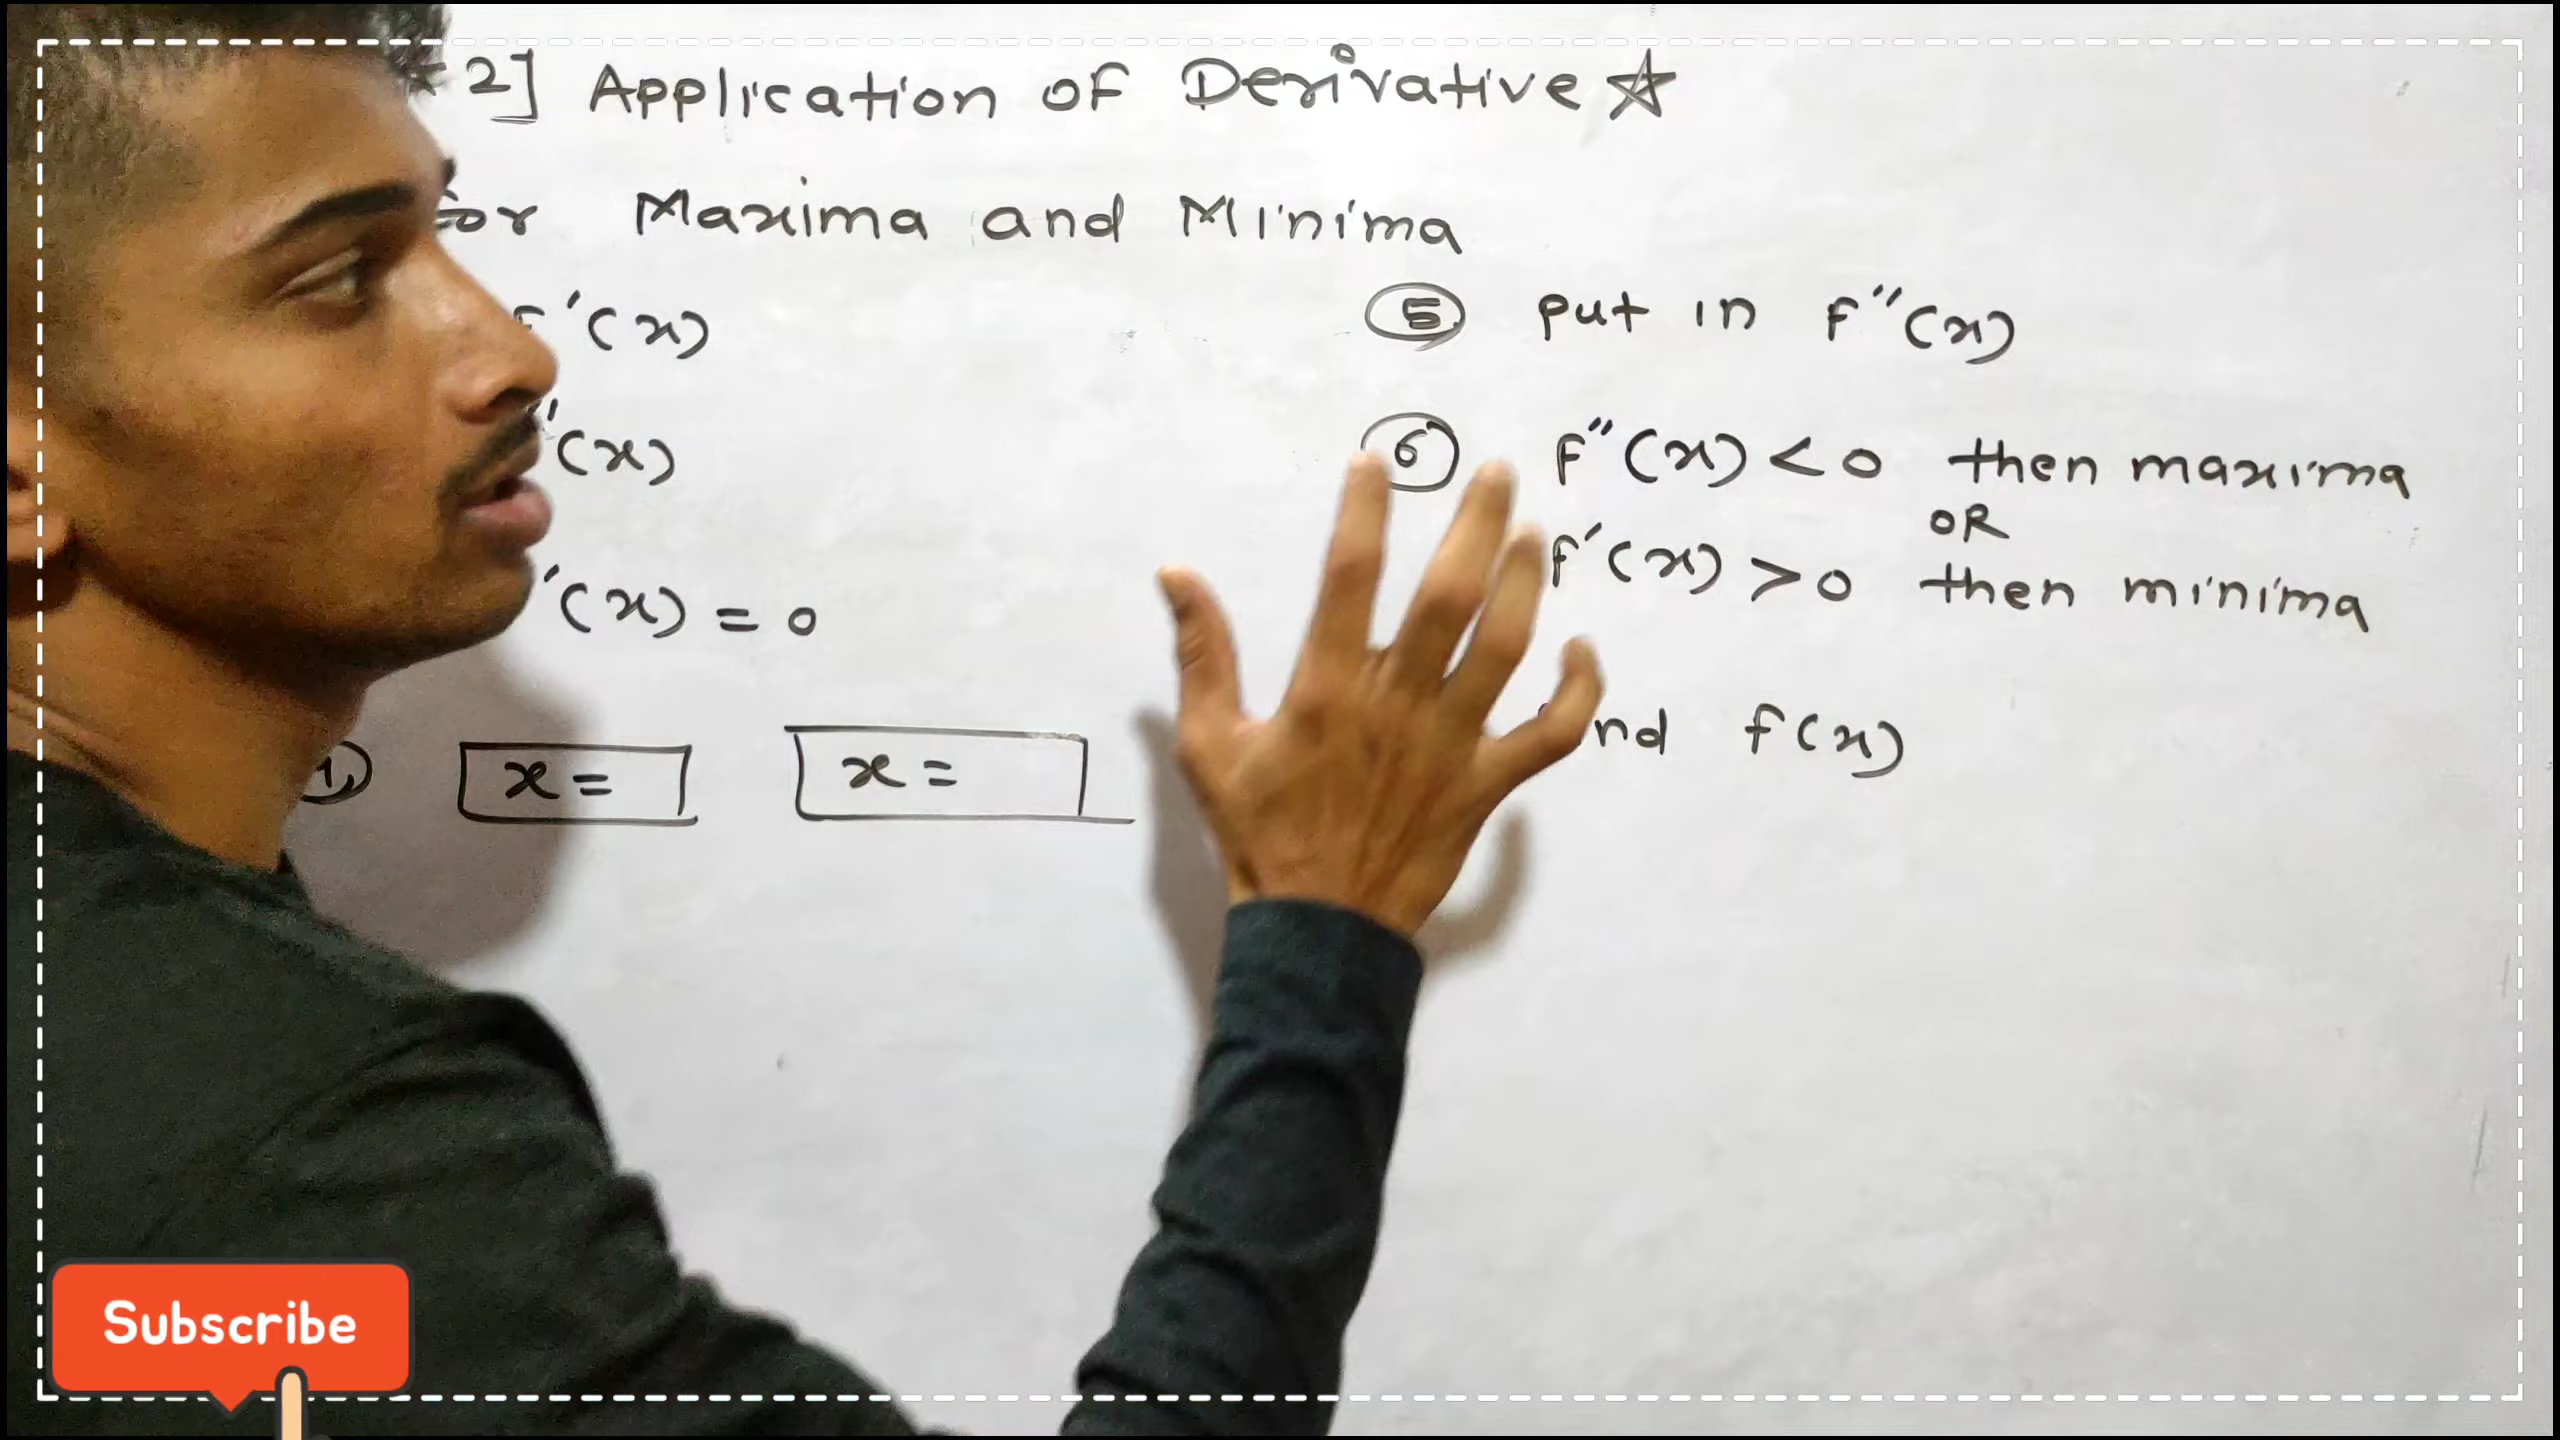 2] Application of Derivative ☆
for Maxima and Minima
F'(x)
'(x)
'(x) = 0
x =
x =
5 put in F''(x)
6 F''(x) < 0 then maxima
OR
F'(x) > 0 then minima
nd f(x)
Subscribe